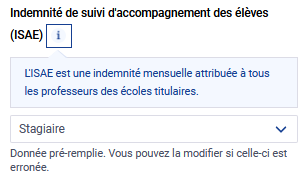 Indemnité de suivi d'accompagnement des élèves
(ISAE) i
L'ISAE est une indemnité mensuelle attribuée à tous
les professeurs des écoles titulaires.
Stagiaire
Donnée pré-remplie. Vous pouvez la modifier si celle-ci est
erronée.